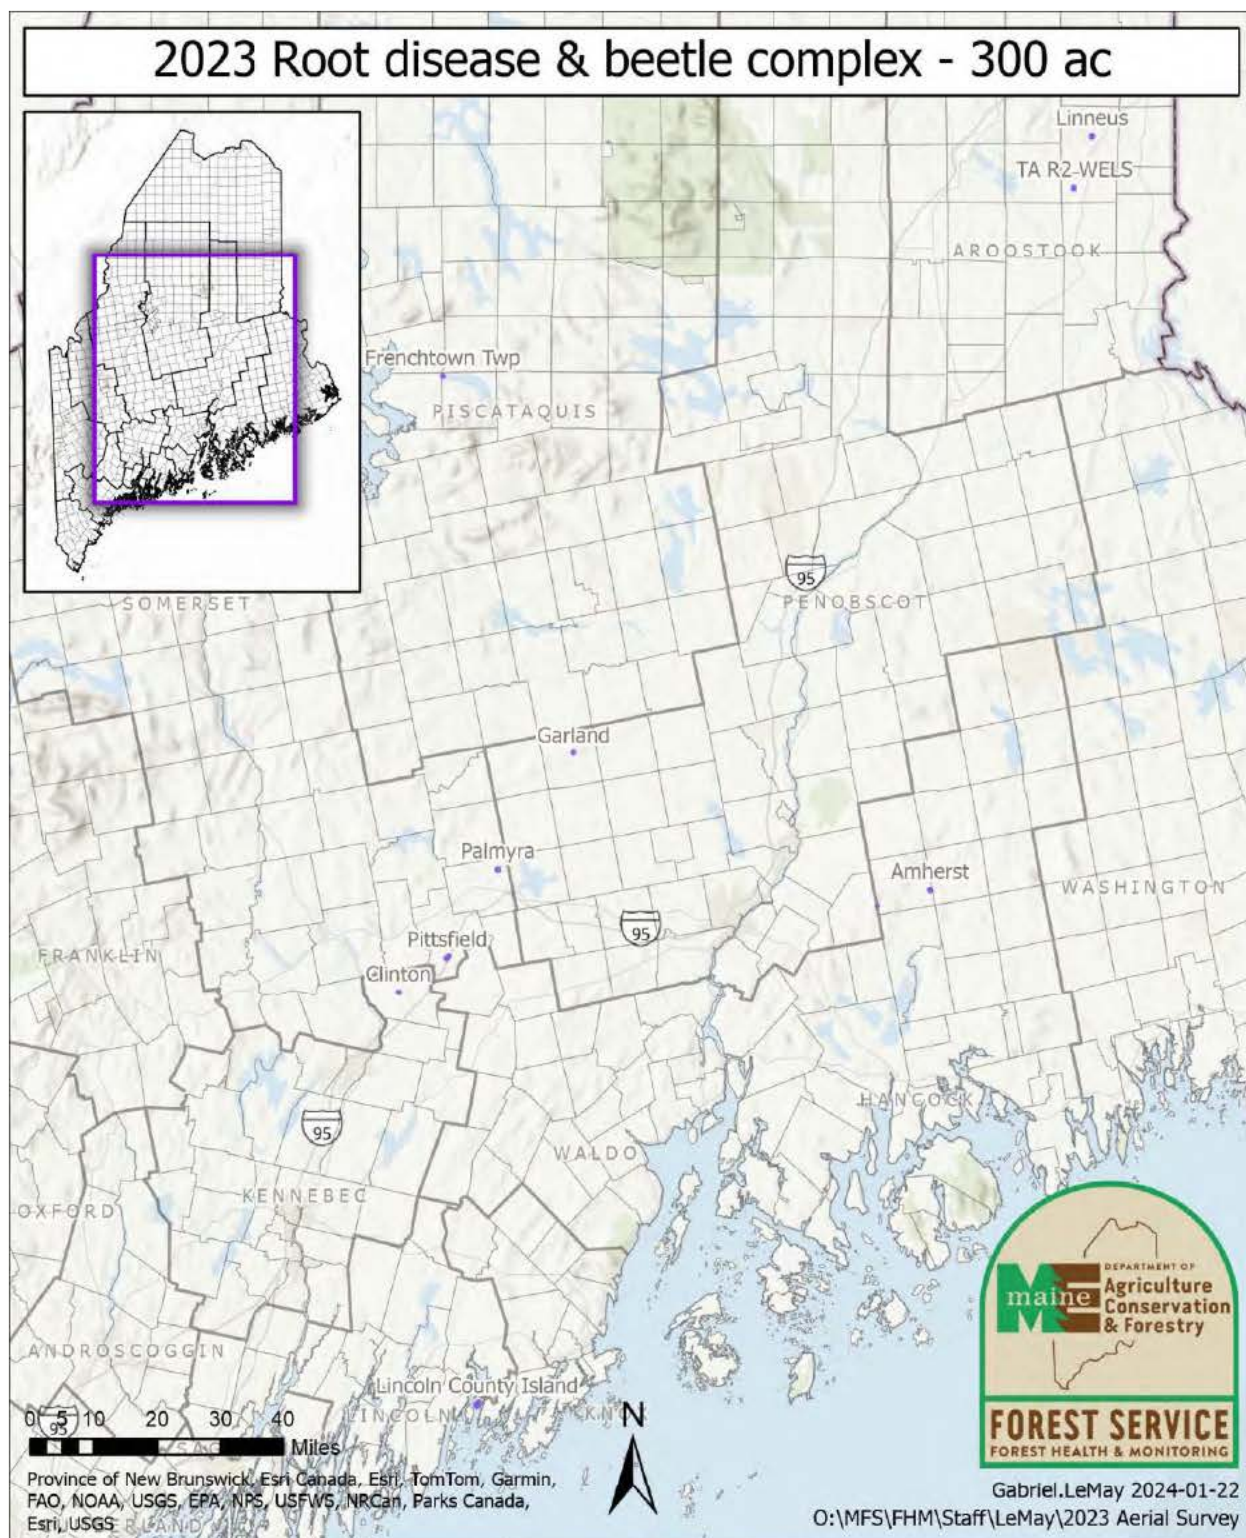 2023 Root disease & beetle complex - 300 ac
Linneus
TA R2 WELS
AROOSTOOK
Frenchtown Twp
PISCATAQUIS
95
PENOBSCOT
SOMERSET
Garland
Palmyra
Amherst
WASHINGTON
95
Pittsfield
FRANKLIN
Clinton
HANCOCK
95
WALDO
KENNEBEC
OXFORD
DEPARTMENT OF
maine
Agriculture
Conservation
& Forestry
ANDROSCOGGIN
Lincoln County Island
LINCOLN
N
FOREST SERVICE
FOREST HEALTH & MONITORING
0 5 10 20 30 40
95
Miles
Province of New Brunswick, Esri Canada, Esri, TomTom, Garmin,
FAO, NOAA, USGS, EPA, NPS, USFWS, NRCan, Parks Canada,
Esri, USGS
Gabriel.LeMay 2024-01-22
O:\MFS\FHM\Staff\LeMay\2023 Aerial Survey